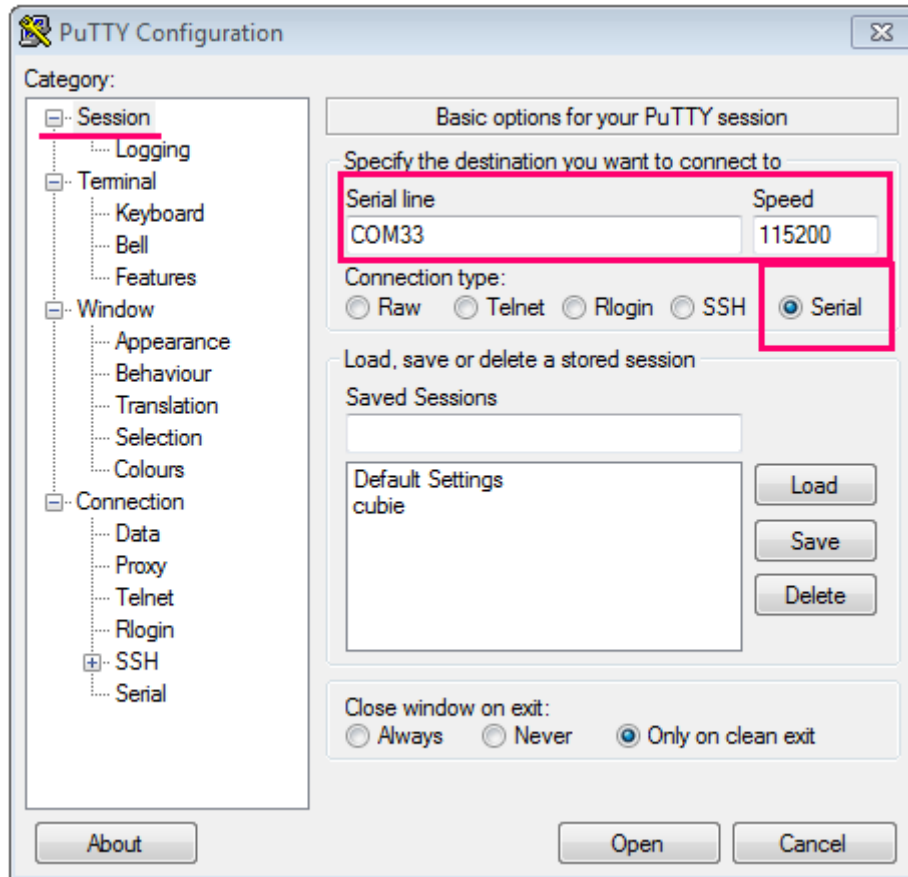 PuTTY Configuration
Category:
Session
Logging
Terminal
Keyboard
Bell
Features
Window
Appearance
Behaviour
Translation
Selection
Colours
Connection
Data
Proxy
Telnet
Rlogin
SSH
Serial
Basic options for your PuTTY session
Specify the destination you want to connect to
Serial line Speed
COM33 115200
Connection type:
Raw Telnet Rlogin SSH Serial
Load, save or delete a stored session
Saved Sessions
Default Settings
cubie
Load
Save
Delete
Close window on exit:
Always Never Only on clean exit
About Open Cancel